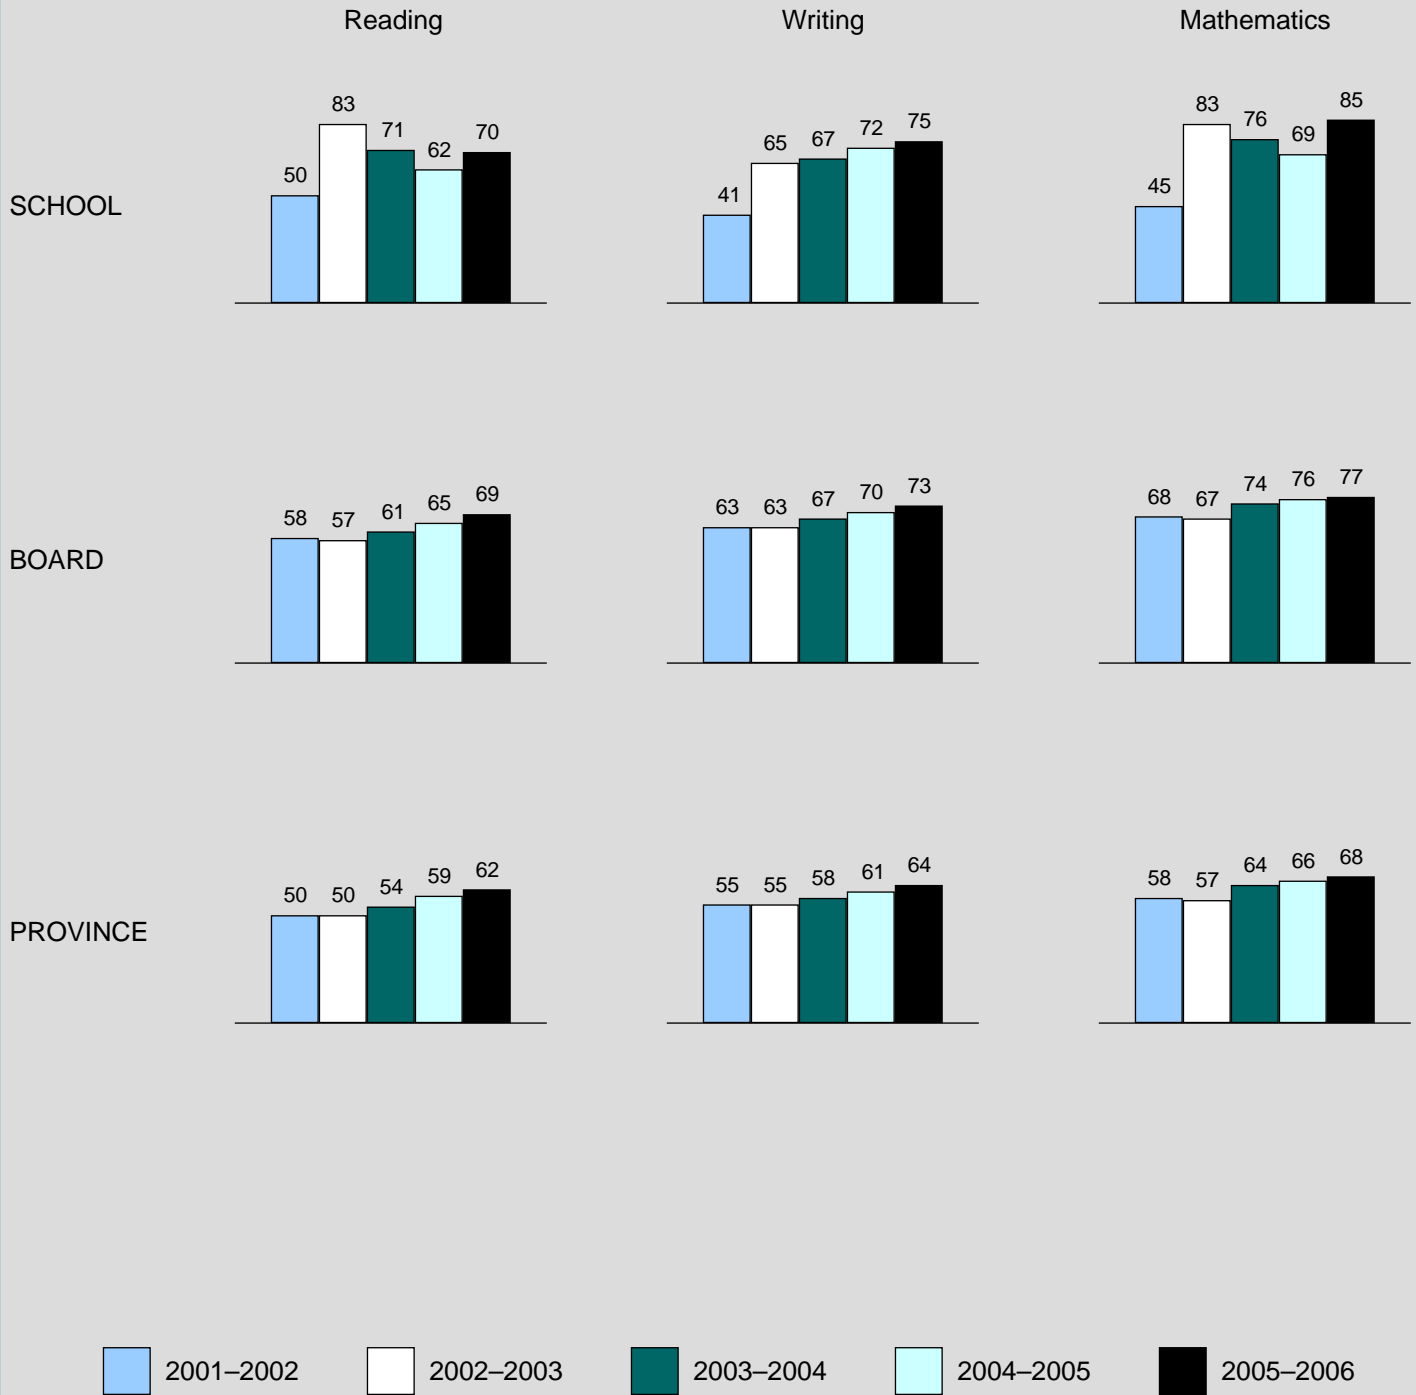 Reading Writing Mathematics
83 71 70 62 50
75 72 67 65 41
85 83 76 69 45
SCHOOL
58 57 61 65 69
63 63 67 70 73
68 67 74 76 77
BOARD
50 50 54 59 62
55 55 58 61 64
58 57 64 66 68
PROVINCE
2001–2002 2002–2003 2003–2004 2004–2005 2005–2006